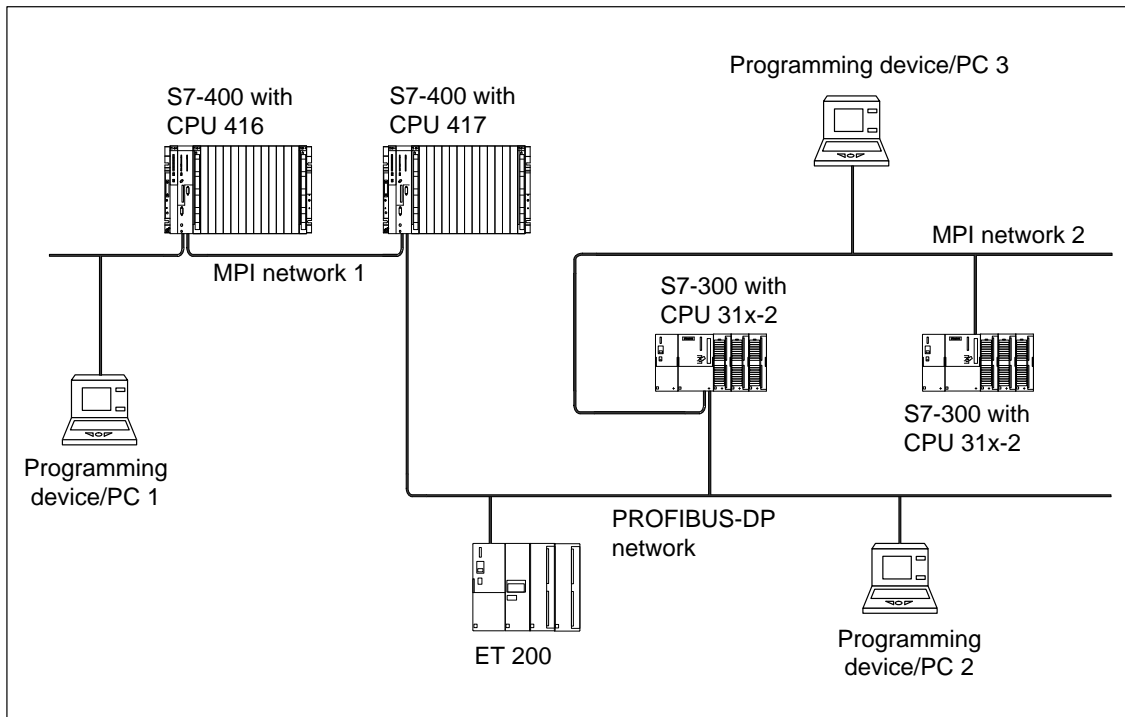 Programming device/PC 3
S7-400 with
CPU 416
S7-400 with
CPU 417
MPI network 1
MPI network 2
S7-300 with
CPU 31x-2
S7-300 with
CPU 31x-2
Programming
device/PC 1
PROFIBUS-DP
network
ET 200
Programming
device/PC 2